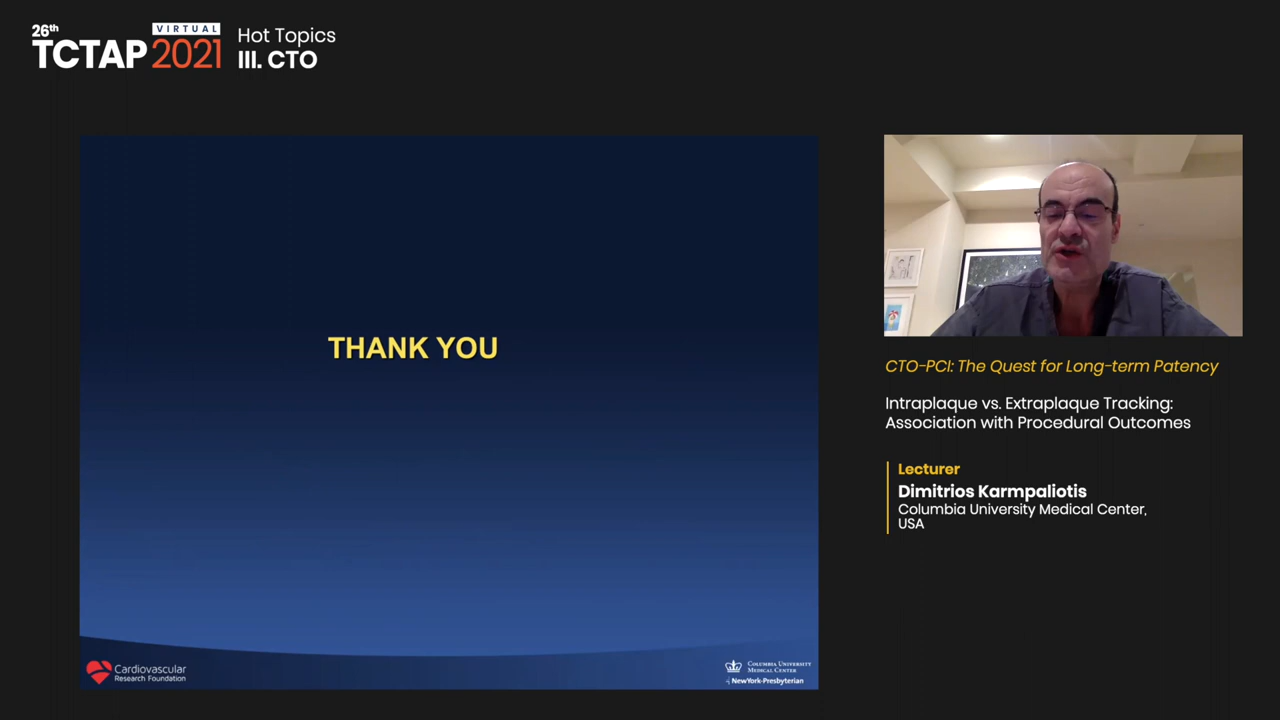 26th
VIRTUAL
TCTAP 2021
Hot Topics
III. CTO
THANK YOU
Cardiovascular
Research Foundation
COLUMBIA UNIVERSITY
MEDICAL CENTER
NewYork-Presbyterian
CTO-PCI: The Quest for Long-term Patency
Intraplaque vs. Extraplaque Tracking:
Association with Procedural Outcomes
Lecturer
Dimitrios Karmpaliotis
Columbia University Medical Center,
USA